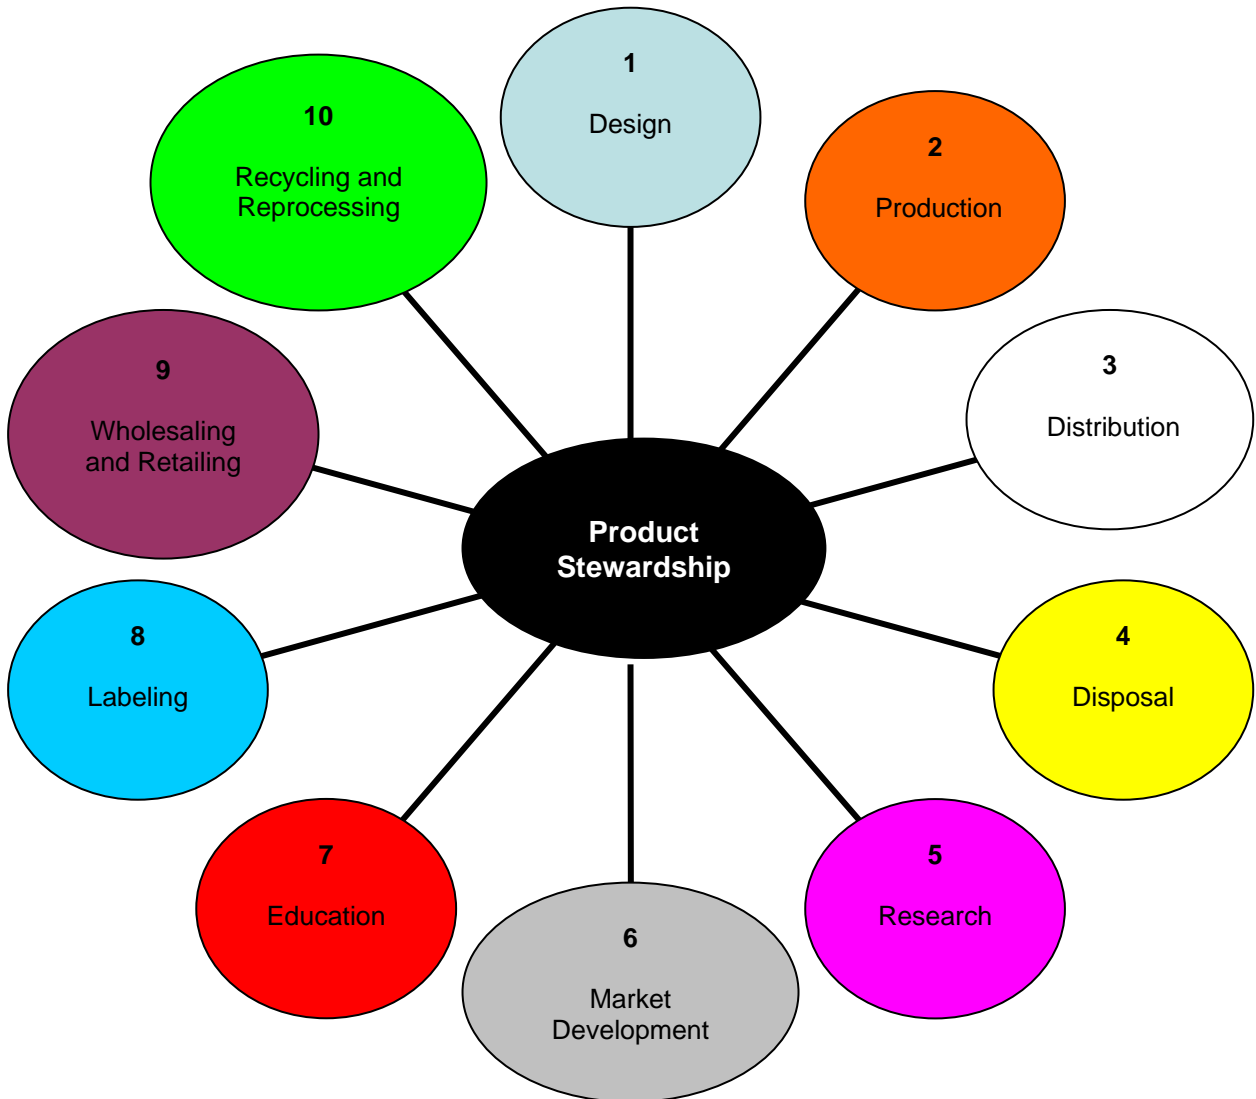 1
Design
2
Production
3
Distribution
4
Disposal
5
Research
6
Market
Development
7
Education
8
Labeling
9
Wholesaling
and Retailing
10
Recycling and
Reprocessing
Product
Stewardship